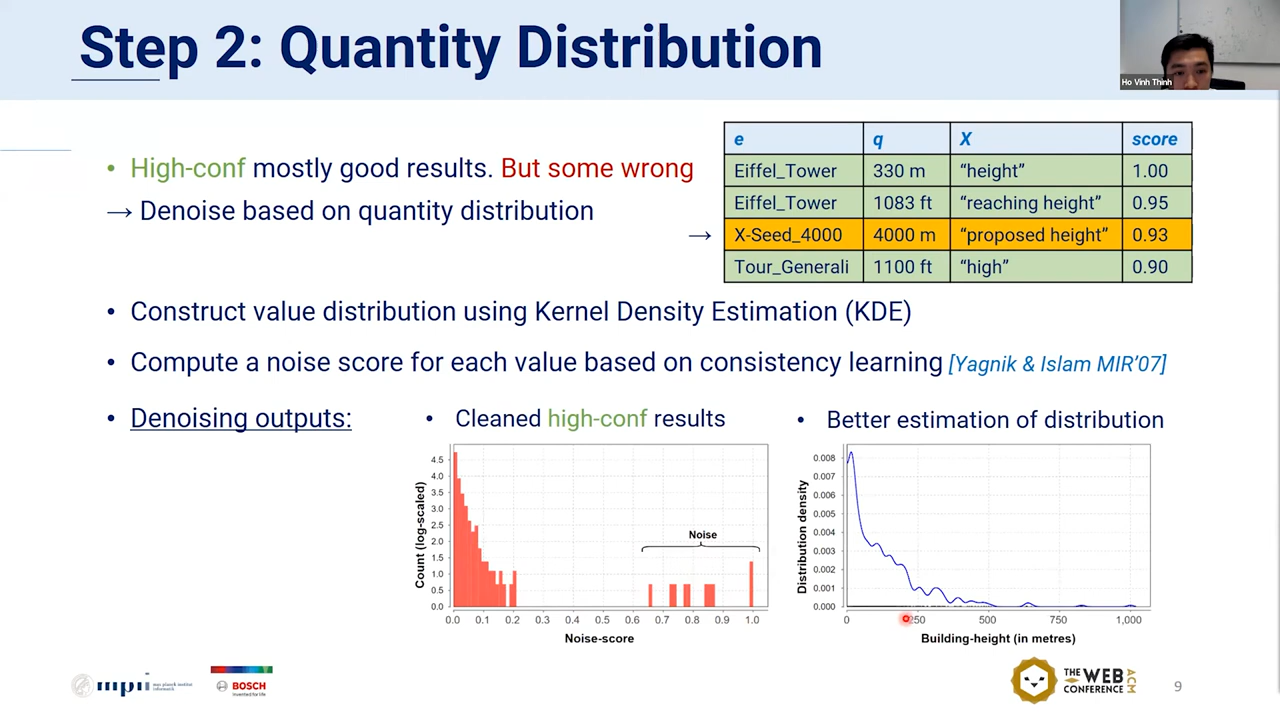 Step 2: Quantity Distribution
Ho Vinh Thinh
• High-conf mostly good results. But some wrong
→ Denoise based on quantity distribution
→
e q X score
Eiffel_Tower 330 m “height” 1.00
Eiffel_Tower 1083 ft “reaching height” 0.95
X-Seed_4000 4000 m “proposed height” 0.93
Tour_Generali 1100 ft “high” 0.90
• Construct value distribution using Kernel Density Estimation (KDE)
• Compute a noise score for each value based on consistency learning [Yagnik & Islam MIR’07]
• Denoising outputs:
• Cleaned high-conf results
• Better estimation of distribution
Count (log-scaled)
4.5
4.0
3.5
3.0
2.5
2.0
1.5
1.0
0.5
0.0
Noise
0.0 0.1 0.2 0.3 0.4 0.5 0.6 0.7 0.8 0.9 1.0
Noise-score
Distribution density
0.008
0.007
0.006
0.005
0.004
0.003
0.002
0.001
0.000
0 250 500 750 1,000
Building-height (in metres)
mpii max planck institut
informatik
BOSCH
Invented for life
THE WEB
CONFERENCE
ACM
9